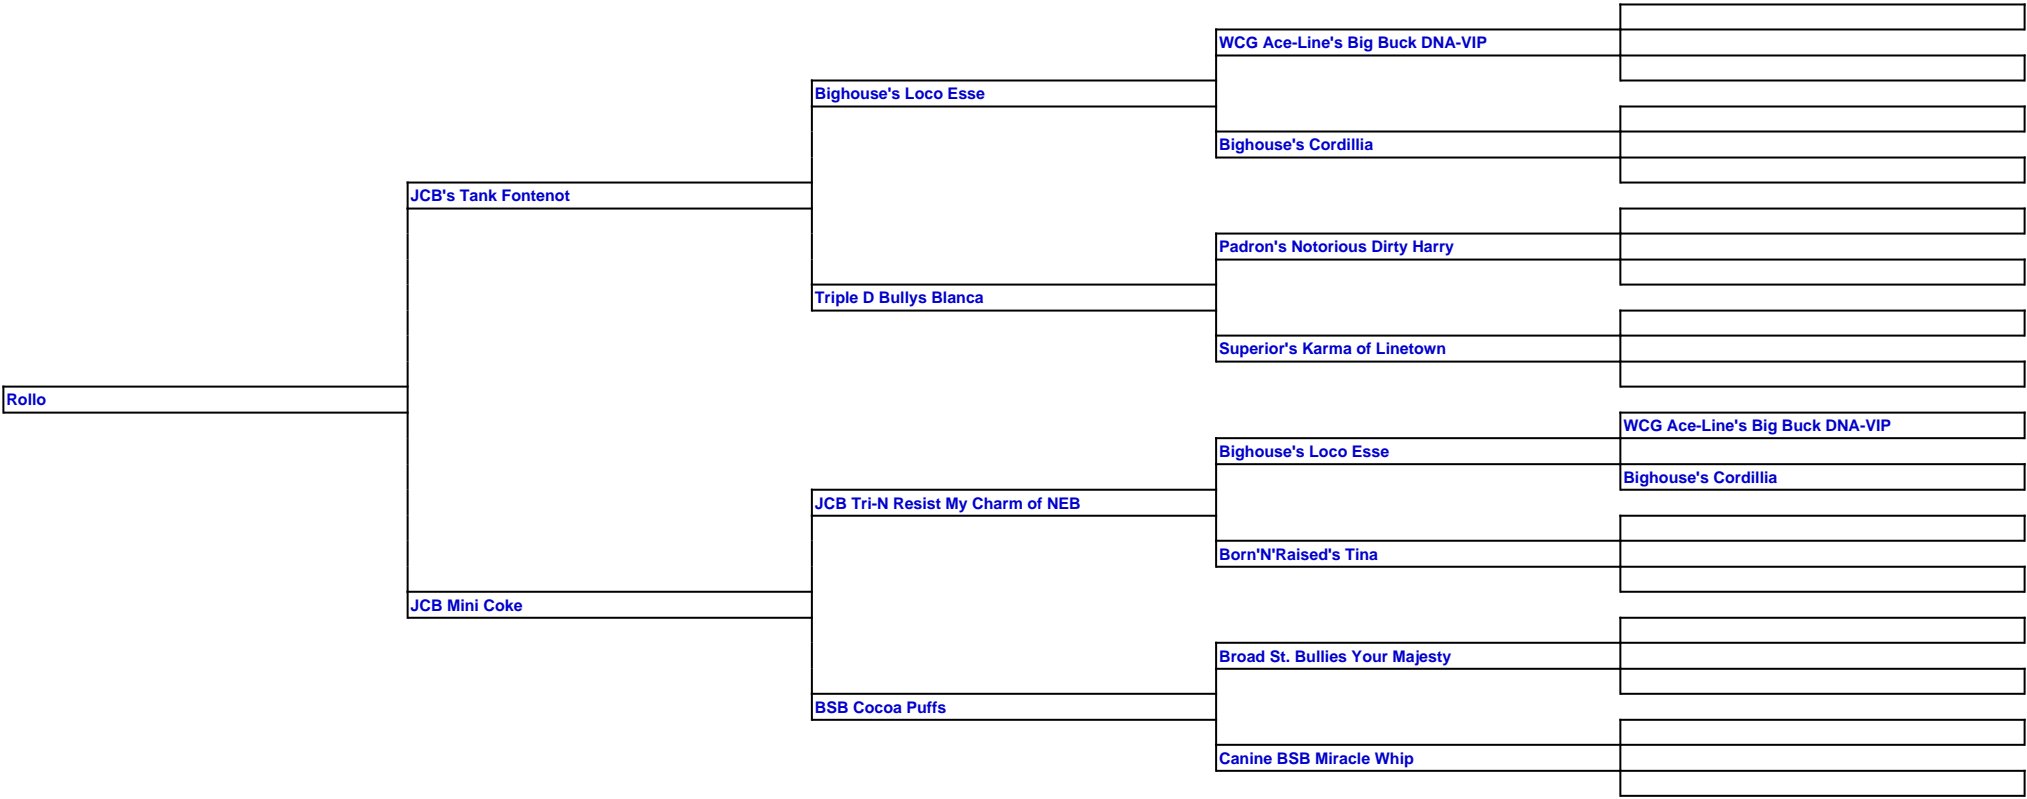 WCG Ace-Line's Big Buck DNA-VIP
Bighouse's Loco Esse
Bighouse's Cordillia
JCB's Tank Fontenot
Padron's Notorious Dirty Harry
Triple D Bullys Blanca
Superior's Karma of Linetown
Rollo
WCG Ace-Line's Big Buck DNA-VIP
Bighouse's Loco Esse
Bighouse's Cordillia
JCB Tri-N Resist My Charm of NEB
Born'N'Raised's Tina
JCB Mini Coke
Broad St. Bullies Your Majesty
BSB Cocoa Puffs
Canine BSB Miracle Whip